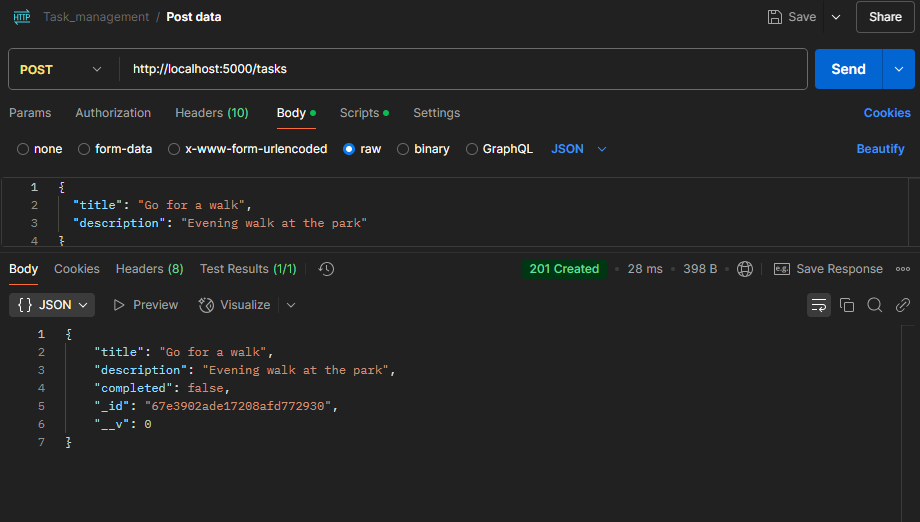 HTTP Task_management / Post data Save Share
POST http://localhost:5000/tasks Send
Params Authorization Headers (10) Body Scripts Settings Cookies
none form-data x-www-form-urlencoded raw binary GraphQL JSON Beautify
1 {
2 "title": "Go for a walk",
3 "description": "Evening walk at the park"
4 }
Body Cookies Headers (8) Test Results (1/1) 201 Created 28 ms 398 B e.g. Save Response
{} JSON Preview Visualize
1 {
2 "title": "Go for a walk",
3 "description": "Evening walk at the park",
4 "completed": false,
5 "_id": "67e3902ade17208afd772930",
6 "__v": 0
7 }